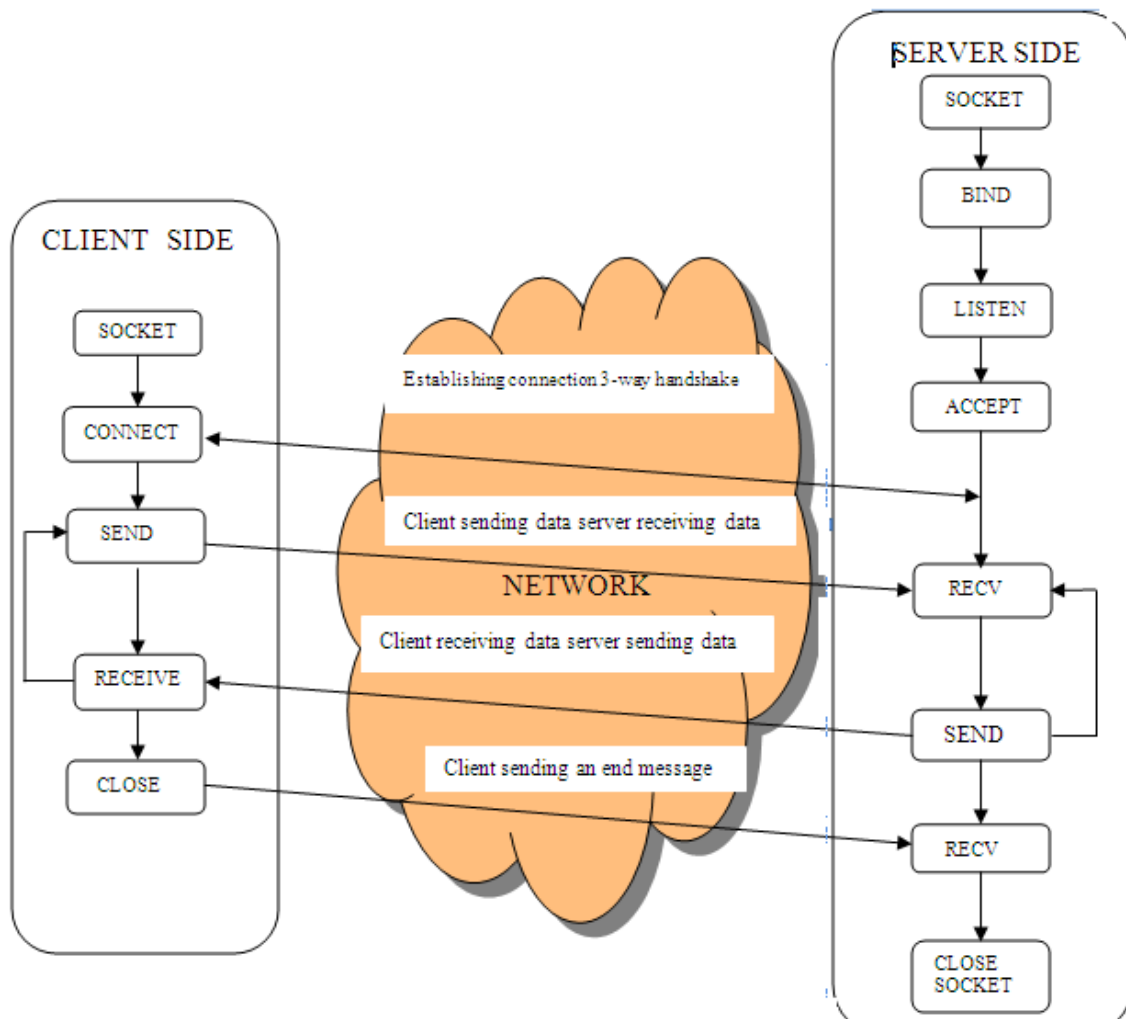 CLIENT SIDE
SOCKET
CONNECT
SEND
RECEIVE
CLOSE
Establishing connection 3-way handshake
Client sending data server receiving data
NETWORK
Client receiving data server sending data
Client sending an end message
SERVER SIDE
SOCKET
BIND
LISTEN
ACCEPT
RECV
SEND
RECV
CLOSE
SOCKET